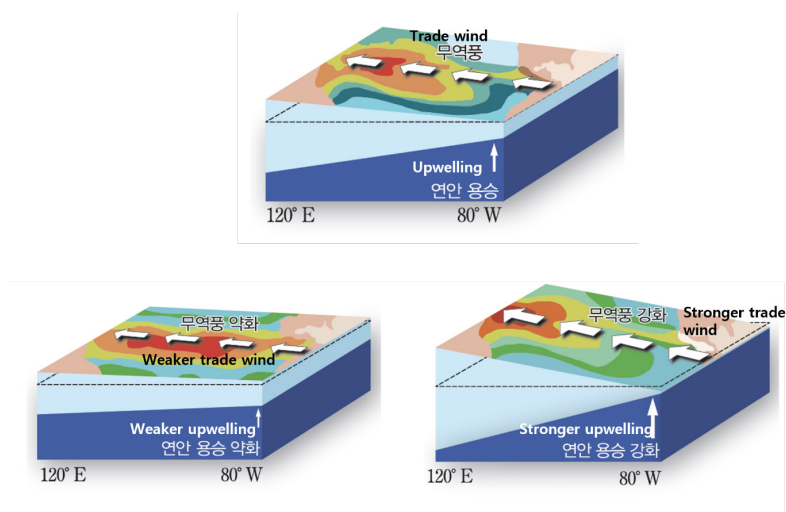 Trade wind
무역풍
Upwelling
연안 용승
120° E
80° W
무역풍 약화
Weaker trade wind
Weaker upwelling
연안 용승 약화
120° E
80° W
무역풍 강화
Stronger trade
wind
Stronger upwelling
연안 용승 강화
120° E
80° W